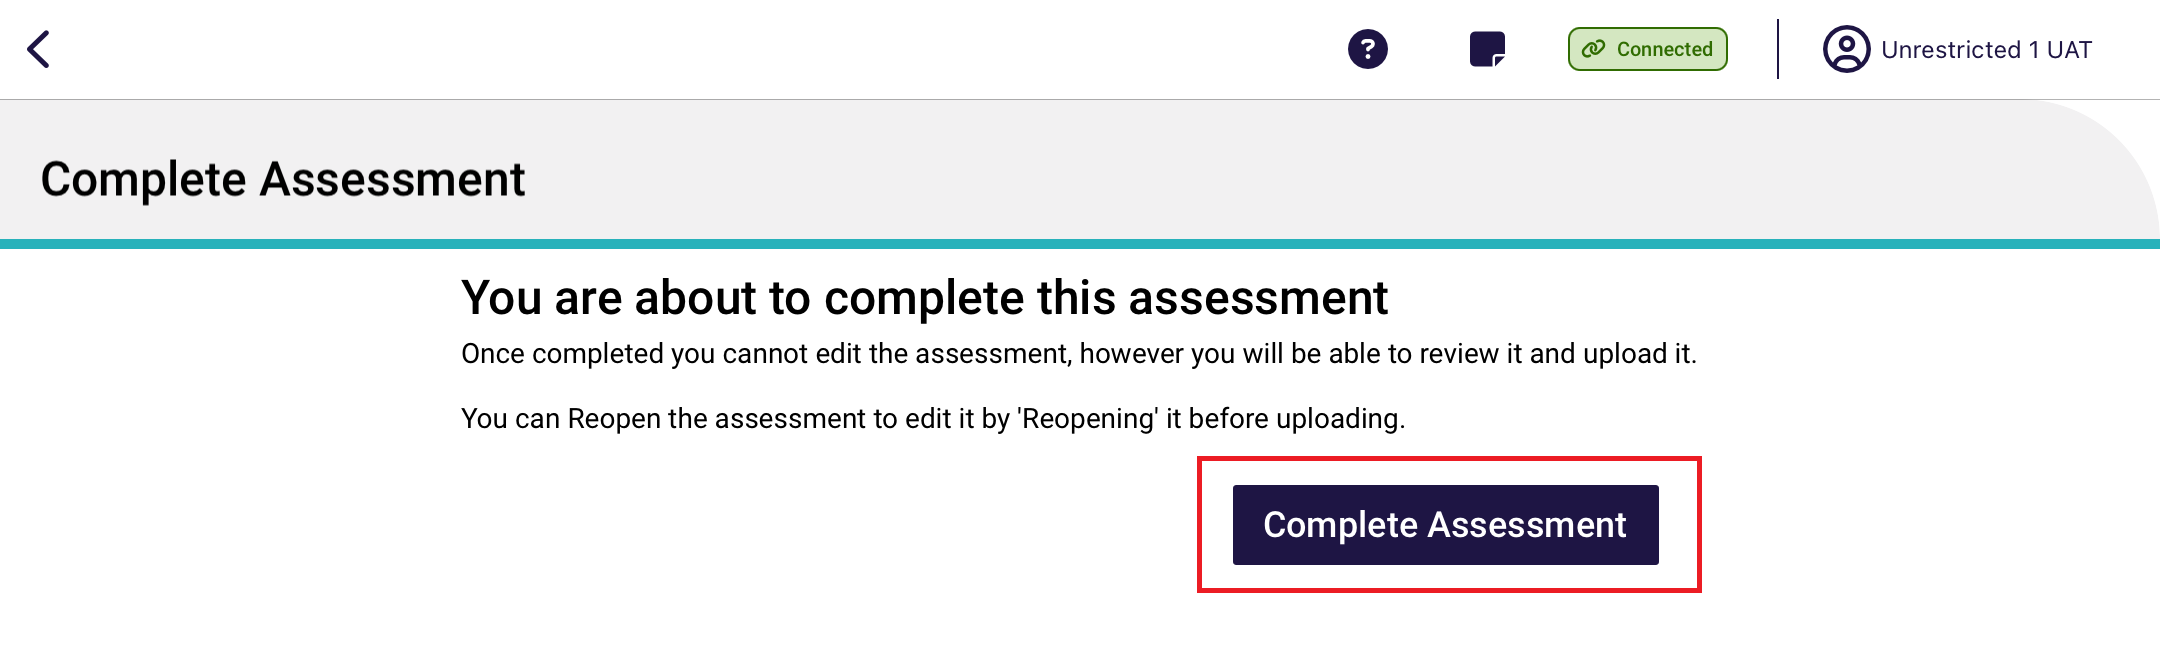 Connected
Unrestricted 1 UAT
Complete Assessment
You are about to complete this assessment
Once completed you cannot edit the assessment, however you will be able to review it and upload it.
You can Reopen the assessment to edit it by 'Reopening' it before uploading.
Complete Assessment